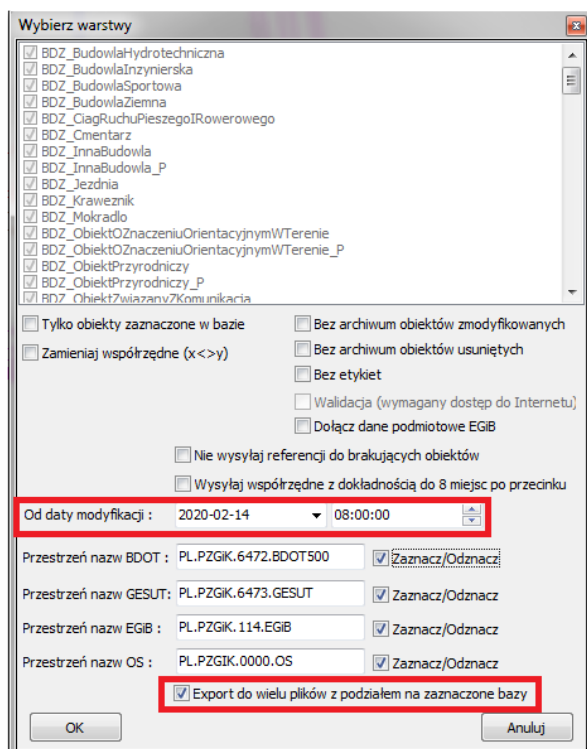 Wybierz warstwy
BDZ_BudowlaHydrotechniczna
BDZ_BudowlaInzynierska
BDZ_BudowlaSportowa
BDZ_BudowlaZiemna
BDZ_CiagRuchuPieszegoIRowerowego
BDZ_Cmentarz
BDZ_InnaBudowla
BDZ_InnaBudowla_P
BDZ_Jezdnia
BDZ_Kraweznik
BDZ_Mokradlo
BDZ_ObiektOZnaczeniuOrientacyjnymWTerenie
BDZ_ObiektOZnaczeniuOrientacyjnymWTerenie_P
BDZ_ObiektPrzyrodniczy
BDZ_ObiektPrzyrodniczy_P
BDZ_ObiektZwiazanyZKomunikacja
Tylko obiekty zaznaczone w bazie
Bez archiwum obiektów zmodyfikowanych
Zamieniaj współrzędne (x<>y)
Bez archiwum obiektów usuniętych
Bez etykiet
Walidacja (wymagany dostęp do Internetu)
Dołącz dane podmiotowe EGiB
Nie wysyłaj referencji do brakujących obiektów
Wysyłaj współrzędne z dokładnością do 8 miejsc po przecinku
Od daty modyfikacji : 2020-02-14 08:00:00
Przestrzeń nazw BDOT : PL.PZGiK.6472.BDOT500 Zaznacz/Odznacz
Przestrzeń nazw GESUT: PL.PZGiK.6473.GESUT Zaznacz/Odznacz
Przestrzeń nazw EGiB : PL.PZGiK.114.EGiB Zaznacz/Odznacz
Przestrzeń nazw OS : PL.PZGIK.0000.OS Zaznacz/Odznacz
Export do wielu plików z podziałem na zaznaczone bazy
OK Anuluj